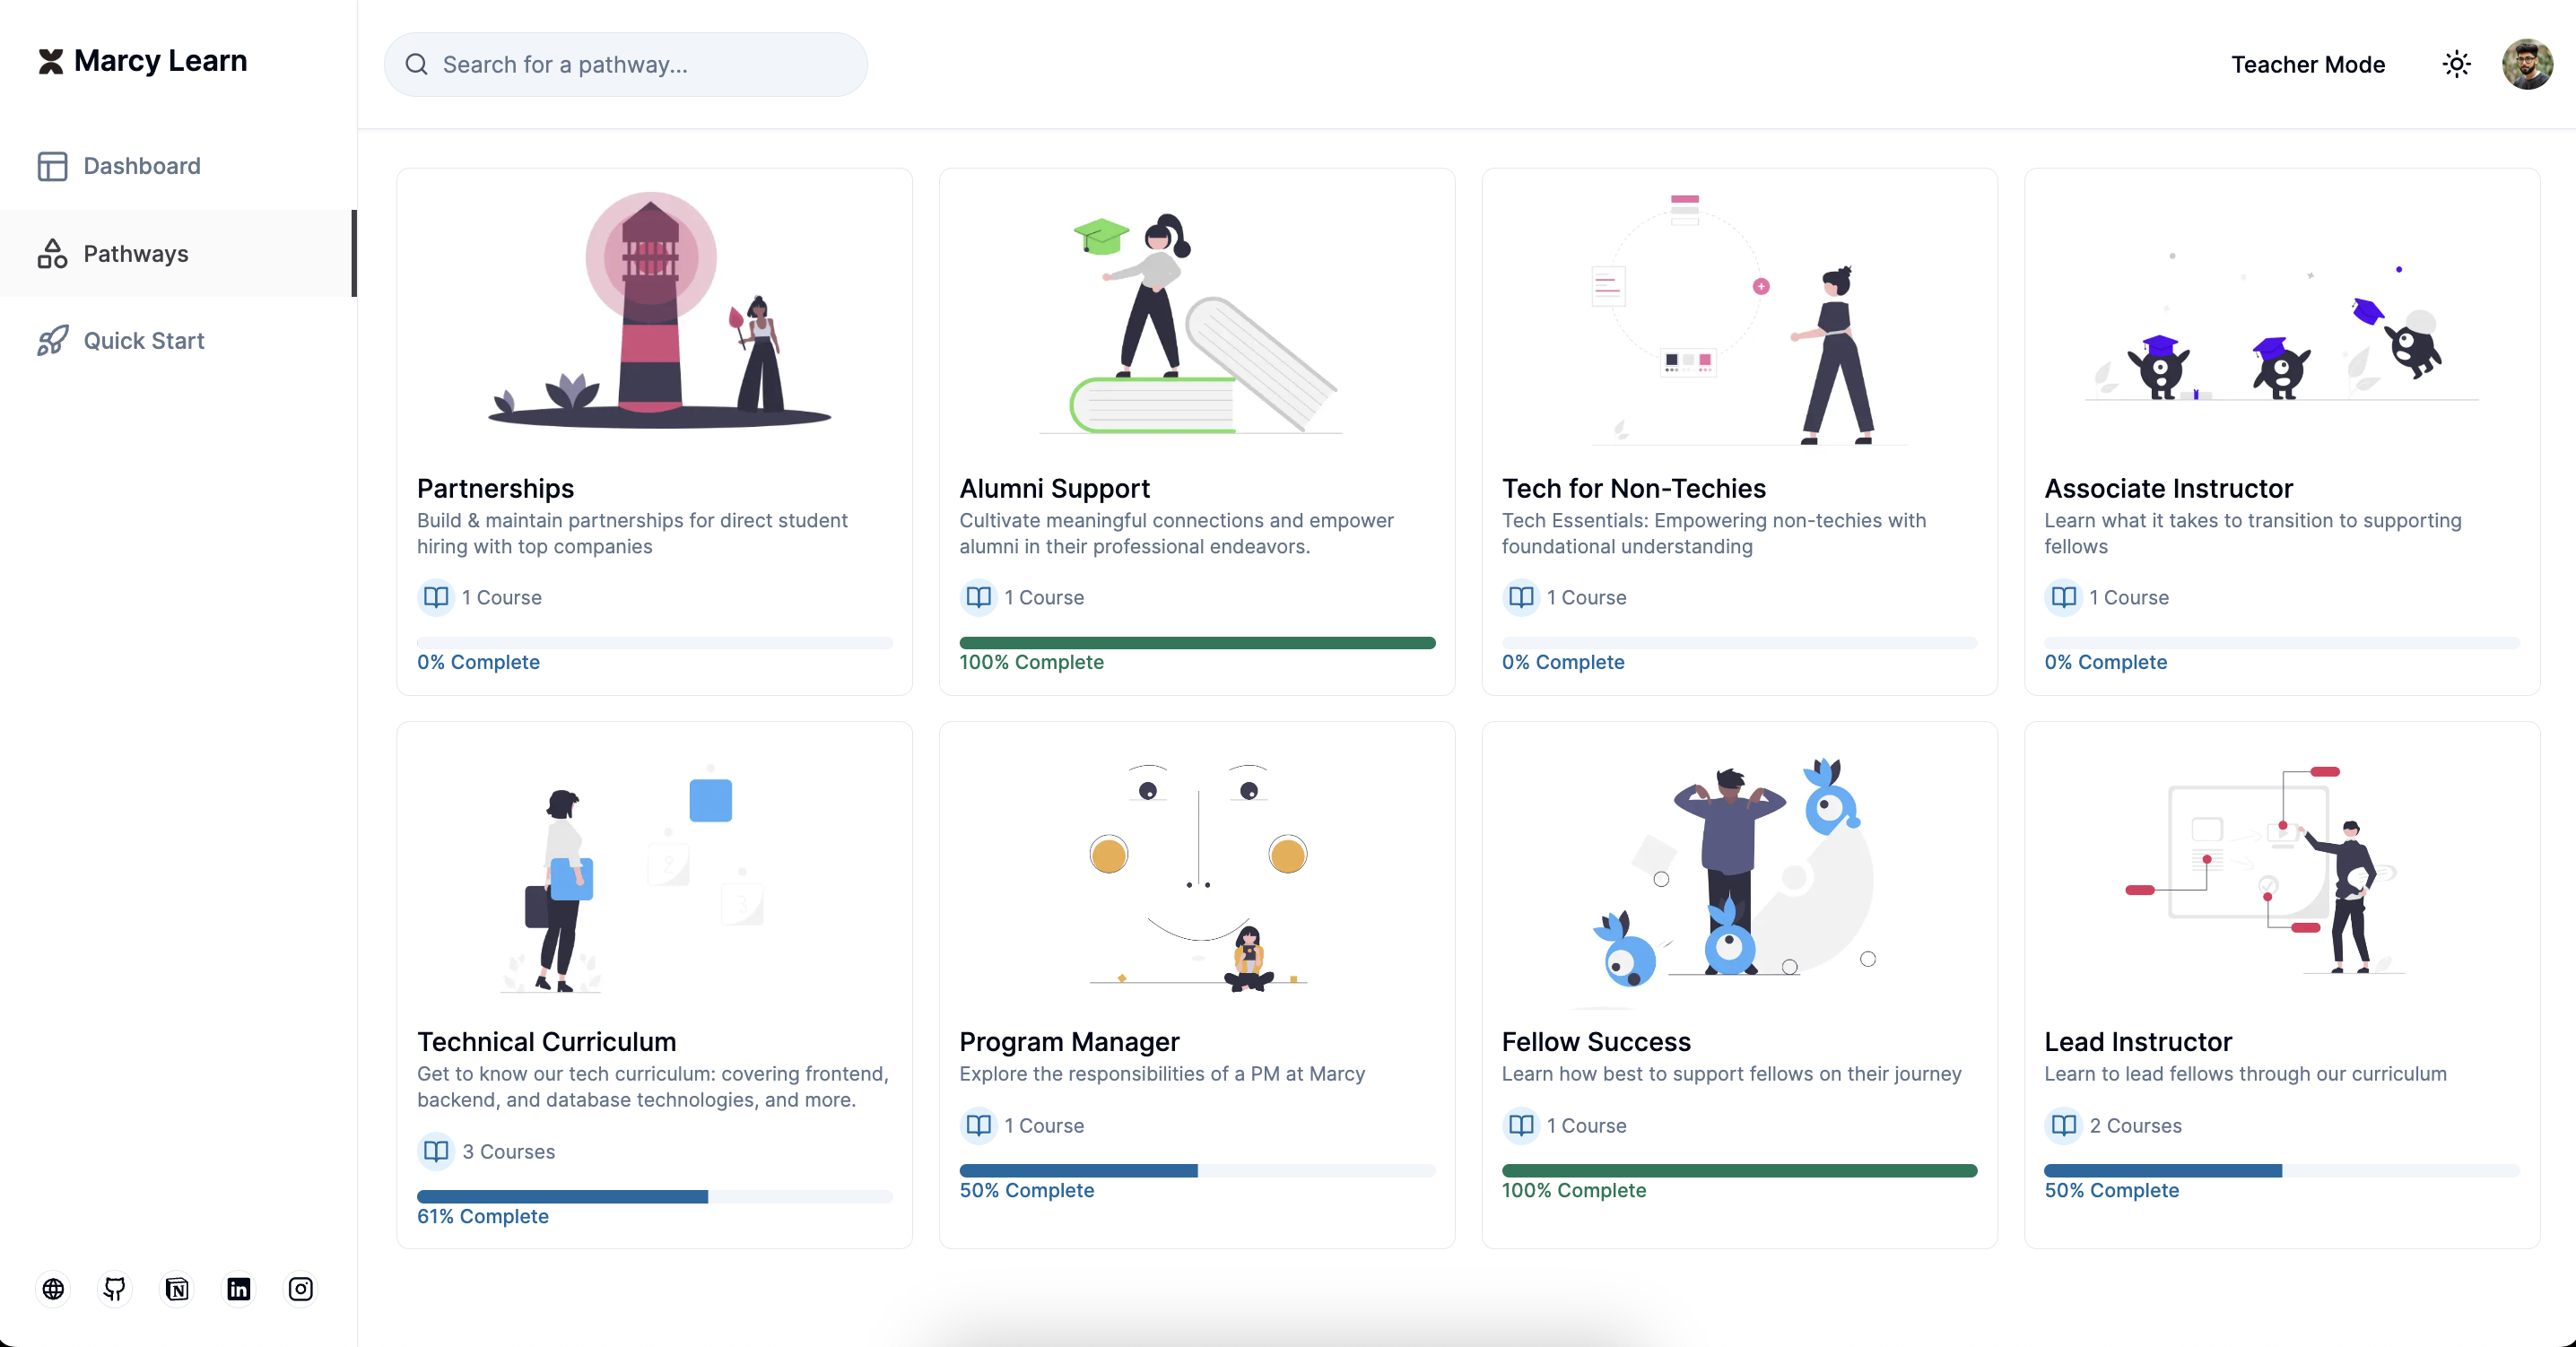 Marcy Learn
Search for a pathway...
Teacher Mode
Dashboard
Pathways
Quick Start
Partnerships
Build & maintain partnerships for direct student
hiring with top companies
1 Course
0% Complete
Alumni Support
Cultivate meaningful connections and empower
alumni in their professional endeavors.
1 Course
100% Complete
Tech for Non-Techies
Tech Essentials: Empowering non-techies with
foundational understanding
1 Course
0% Complete
Associate Instructor
Learn what it takes to transition to supporting
fellows
1 Course
0% Complete
2
3
Technical Curriculum
Get to know our tech curriculum: covering frontend,
backend, and database technologies, and more.
3 Courses
61% Complete
Program Manager
Explore the responsibilities of a PM at Marcy
1 Course
50% Complete
Fellow Success
Learn how best to support fellows on their journey
1 Course
100% Complete
Lead Instructor
Learn to lead fellows through our curriculum
2 Courses
50% Complete